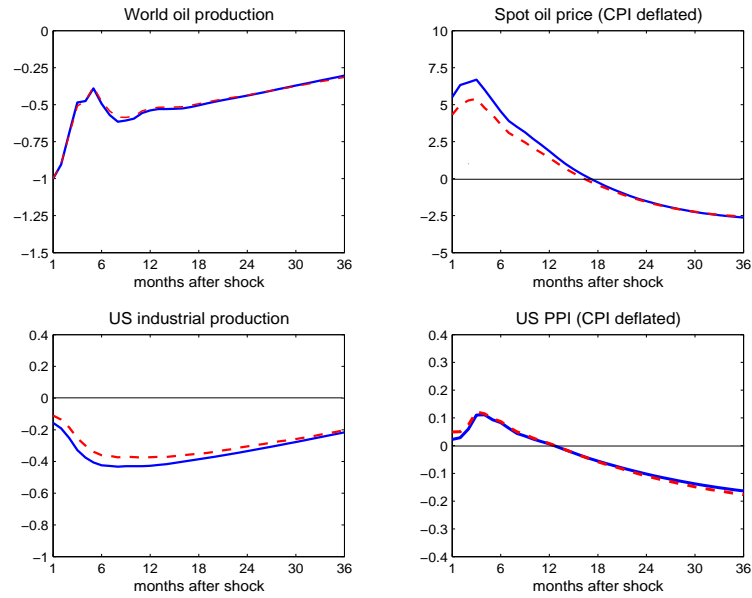 World oil production
0
−0.25
−0.5
−0.75
−1
−1.25
−1.5
1 6 12 18 24 30 36
months after shock
Spot oil price (CPI deflated)
10
7.5
5
2.5
0
−2.5
−5
1 6 12 18 24 30 36
months after shock
US industrial production
0.4
0.2
0
−0.2
−0.4
−0.6
−0.8
−1
1 6 12 18 24 30 36
months after shock
US PPI (CPI deflated)
0.4
0.3
0.2
0.1
0
−0.1
−0.2
−0.3
−0.4
1 6 12 18 24 30 36
months after shock